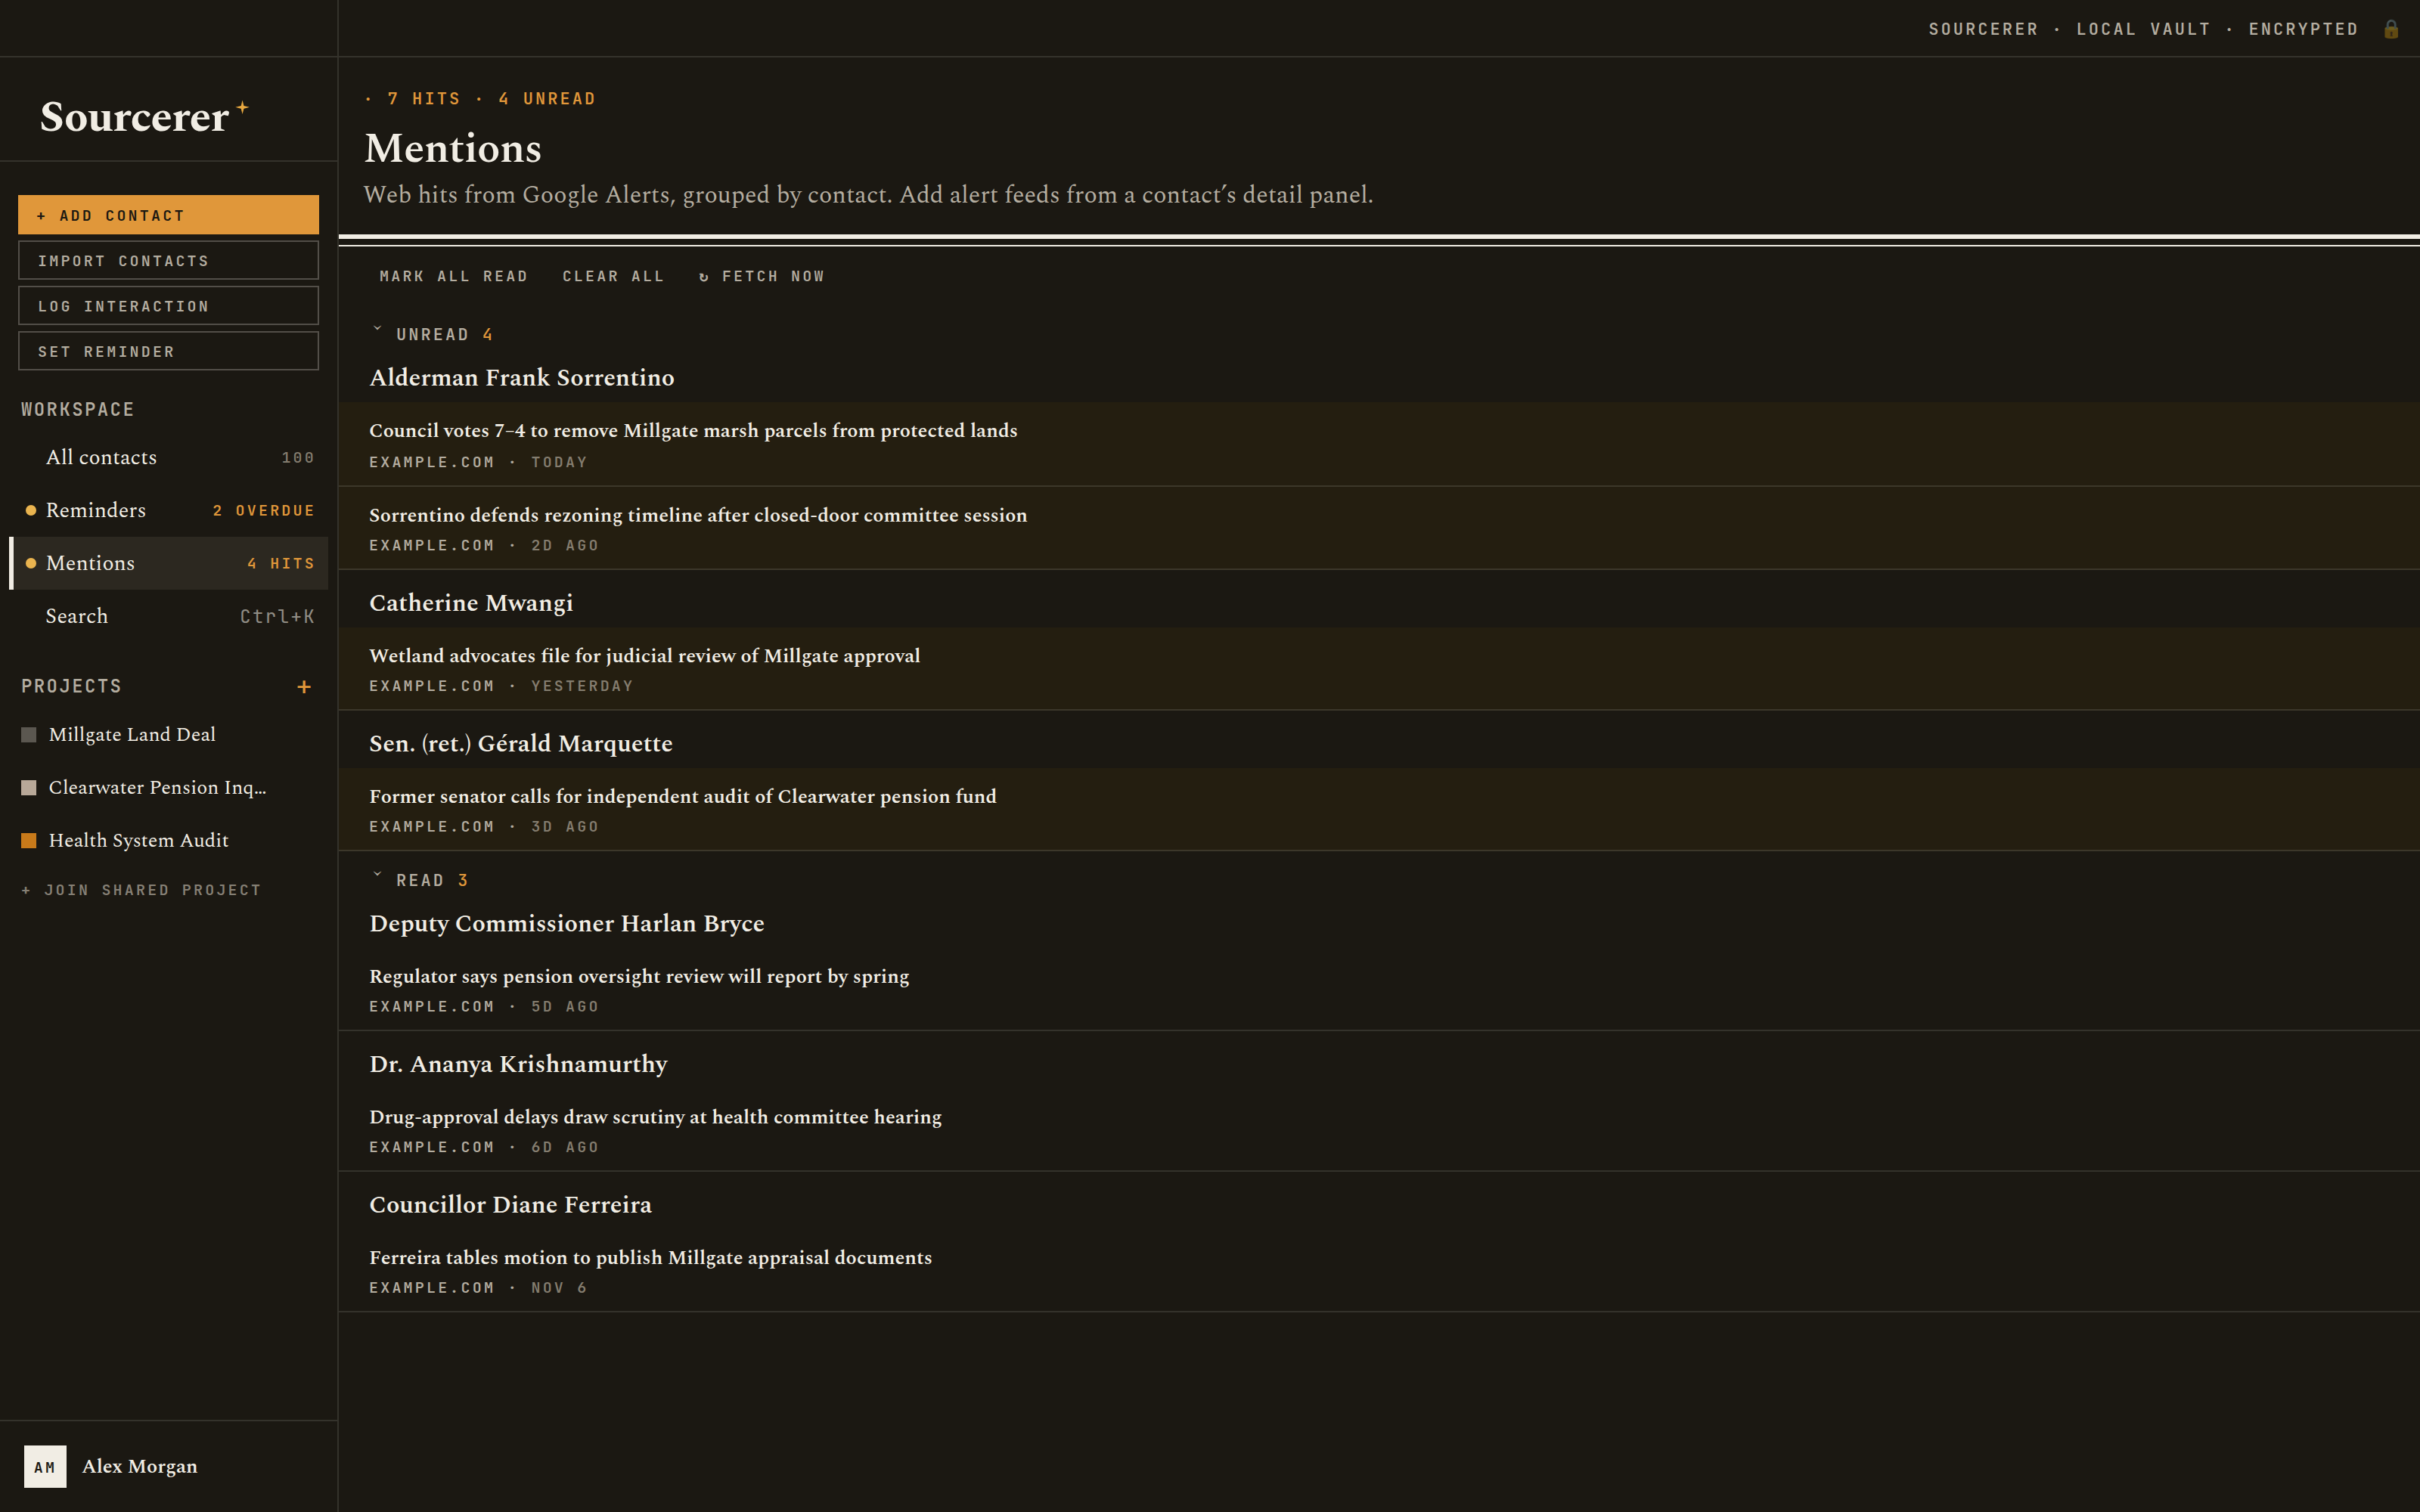 SOURCERER · LOCAL VAULT · ENCRYPTED
Sourcerer
+ ADD CONTACT
IMPORT CONTACTS
LOG INTERACTION
SET REMINDER
WORKSPACE
All contacts 100
Reminders 2 OVERDUE
Mentions 4 HITS
Search Ctrl+K
PROJECTS +
Millgate Land Deal
Clearwater Pension Inq…
Health System Audit
+ JOIN SHARED PROJECT
AM Alex Morgan
· 7 HITS · 4 UNREAD
Mentions
Web hits from Google Alerts, grouped by contact. Add alert feeds from a contact’s detail panel.
MARK ALL READ CLEAR ALL ↻ FETCH NOW
UNREAD 4
Alderman Frank Sorrentino
Council votes 7–4 to remove Millgate marsh parcels from protected lands
EXAMPLE.COM · TODAY
Sorrentino defends rezoning timeline after closed-door committee session
EXAMPLE.COM · 2D AGO
Catherine Mwangi
Wetland advocates file for judicial review of Millgate approval
EXAMPLE.COM · YESTERDAY
Sen. (ret.) Gérald Marquette
Former senator calls for independent audit of Clearwater pension fund
EXAMPLE.COM · 3D AGO
READ 3
Deputy Commissioner Harlan Bryce
Regulator says pension oversight review will report by spring
EXAMPLE.COM · 5D AGO
Dr. Ananya Krishnamurthy
Drug-approval delays draw scrutiny at health committee hearing
EXAMPLE.COM · 6D AGO
Councillor Diane Ferreira
Ferreira tables motion to publish Millgate appraisal documents
EXAMPLE.COM · NOV 6